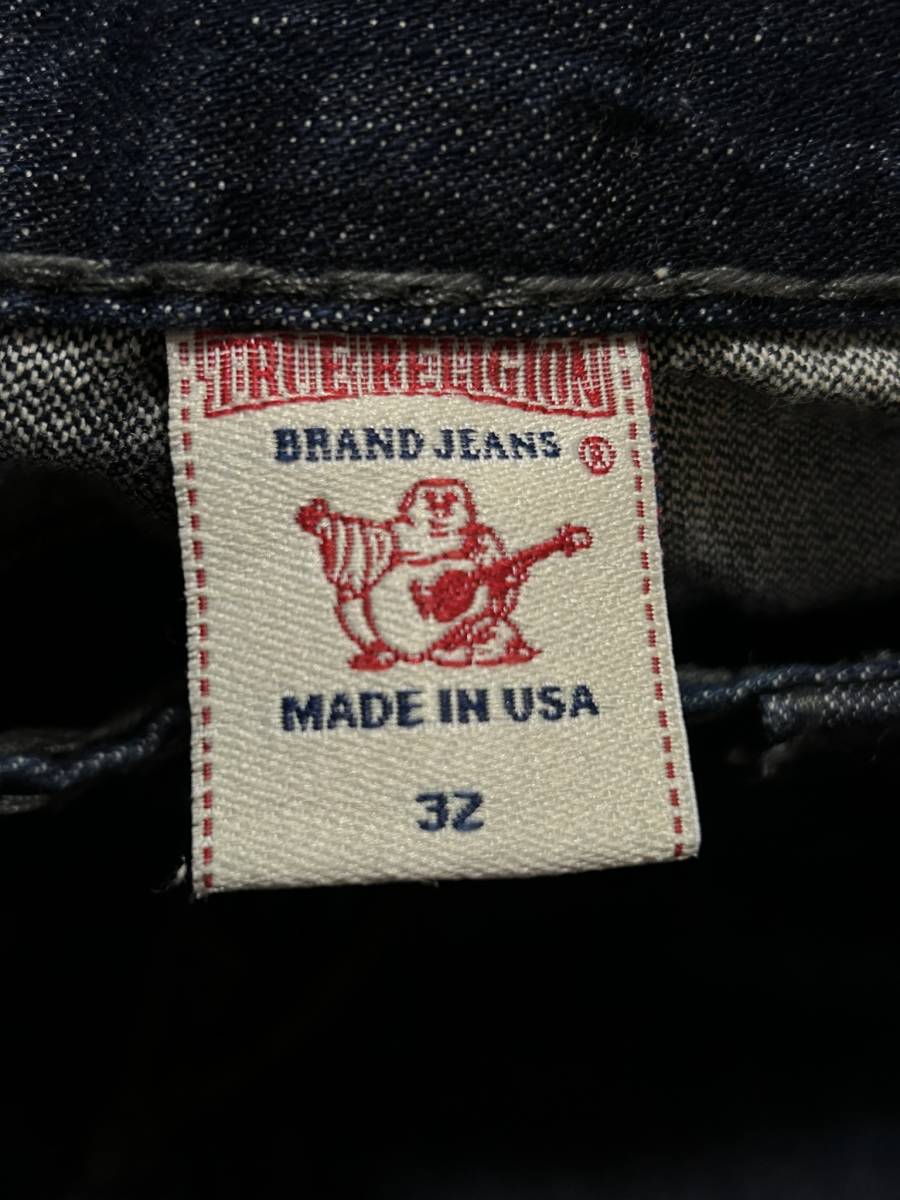 TRUE RELIGION
BRAND JEANS ®
MADE IN USA
32